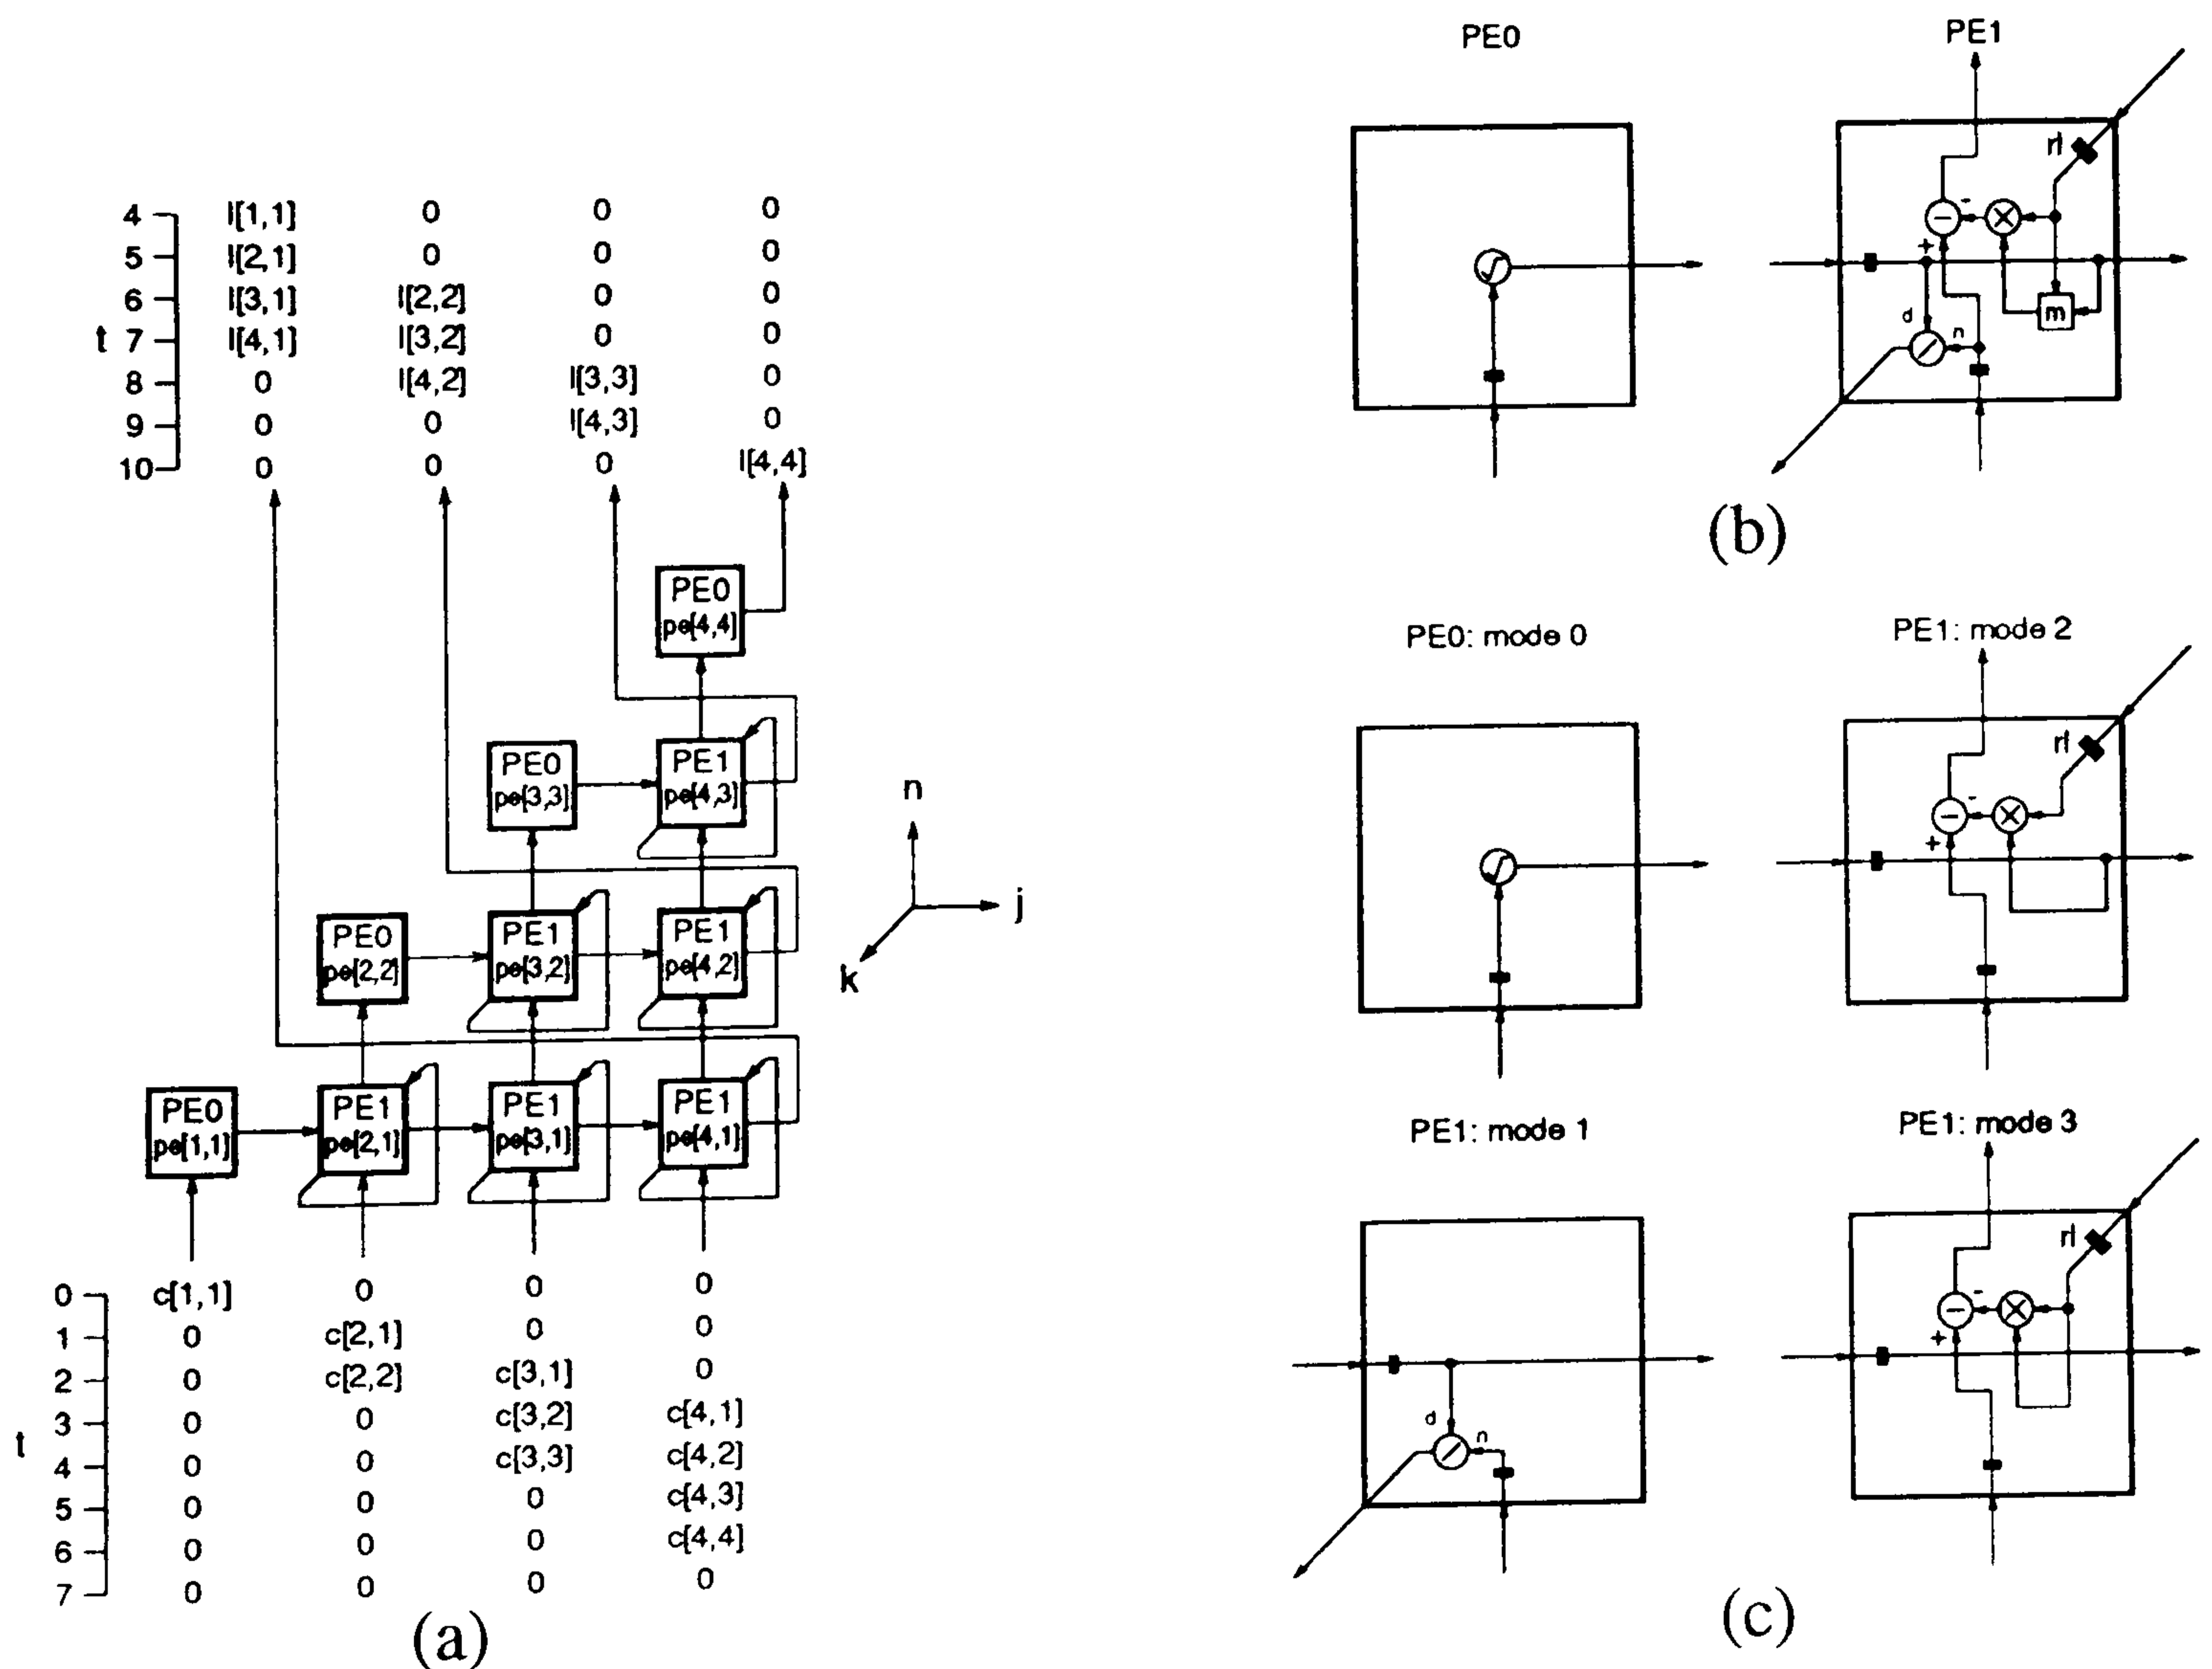 4 l[1,1] 0 0 0
5 l[2,1] 0 0 0
6 l[3,1] l[2,2] 0 0
t 7 l[4,1] l[3,2] 0 0
8 0 l[4,2] l[3,3] 0
9 0 0 l[4,3] 0
10 0 0 0 l[4,4]
PE0
pe[4,4]
PE0 PE1
pe[3,3] pe[4,3]
PE0 PE1 PE1
pe[2,2] pe[3,2] pe[4,2]
PE0 PE1 PE1 PE1
pe[1,1] pe[2,1] pe[3,1] pe[4,1]
n
j
k
0 c[1,1] 0 0 0
1 0 c[2,1] 0 0
2 0 c[2,2] c[3,1] 0
3 0 0 c[3,2] c[4,1]
t 4 0 0 c[3,3] c[4,2]
5 0 0 0 c[4,3]
6 0 0 0 c[4,4]
7 0 0 0 0
(a)
PE0
PE1
rl
- ×
−
+
d
n
m
(b)
PE0: mode 0
PE1: mode 2
rl
- ×
−
+
PE1: mode 1
d
n
PE1: mode 3
rl
- ×
−
+
(c)